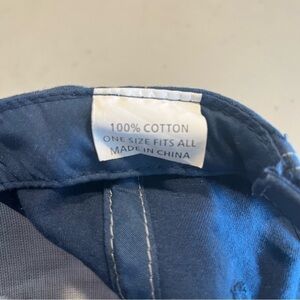 100% COTTON
ONE SIZE FITS ALL
MADE IN CHINA